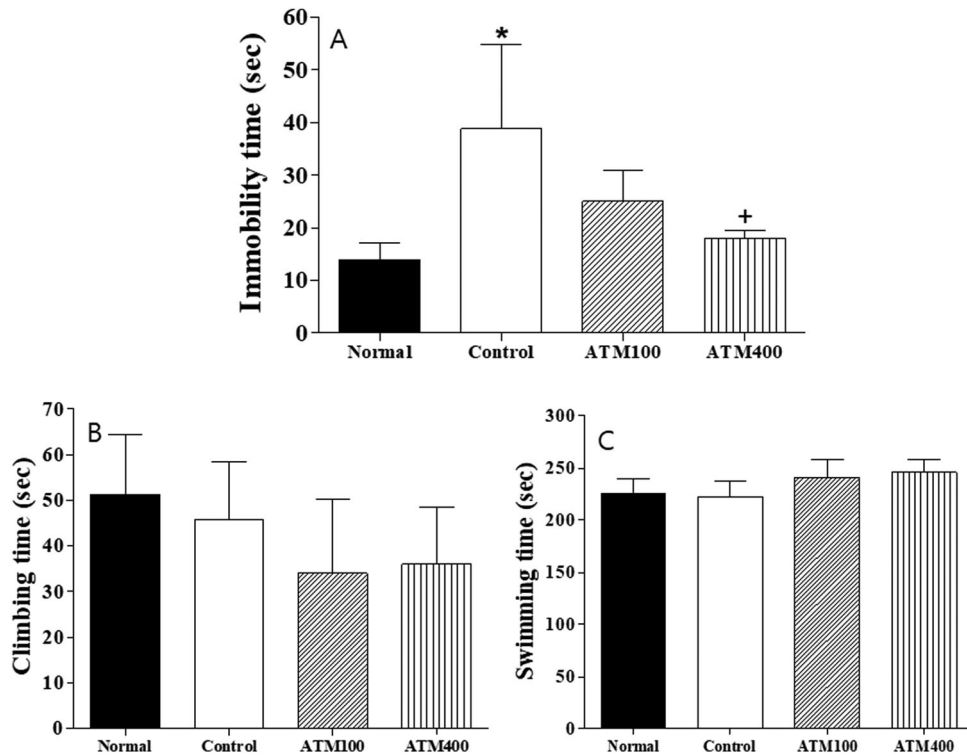 A
Immobility time (sec)
60
50
40
30
20
10
0
*
+
Normal Control ATM100 ATM400
B
Climbing time (sec)
70
60
50
40
30
20
10
0
Normal Control ATM100 ATM400
C
Swimming time (sec)
300
250
200
150
100
50
0
Normal Control ATM100 ATM400